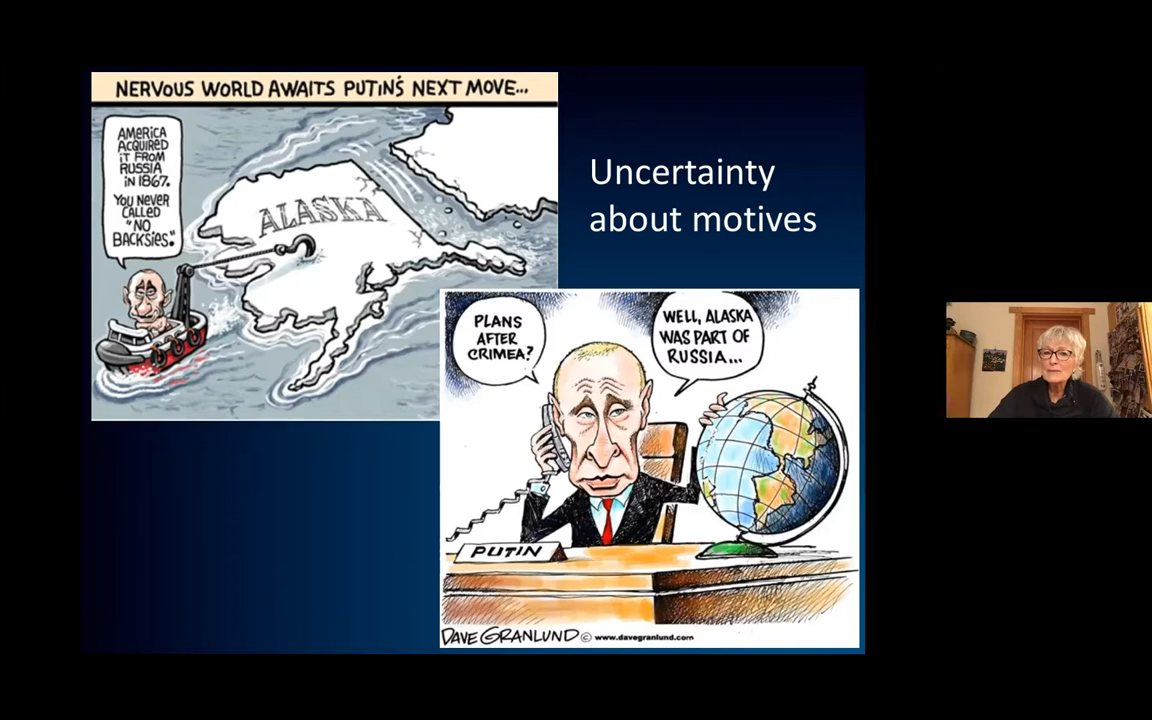 NERVOUS WORLD AWAITS PUTIN'S NEXT MOVE...
AMERICA
ACQUIRED
IT FROM
RUSSIA
IN 1867.
YOU NEVER
CALLED
"NO
BACKSIES."
ALASKA
Uncertainty
about motives
PLANS
AFTER
CRIMEA?
WELL, ALASKA
WAS PART OF
RUSSIA...
PUTIN
DAVE GRANLUND © www.davegranlund.com